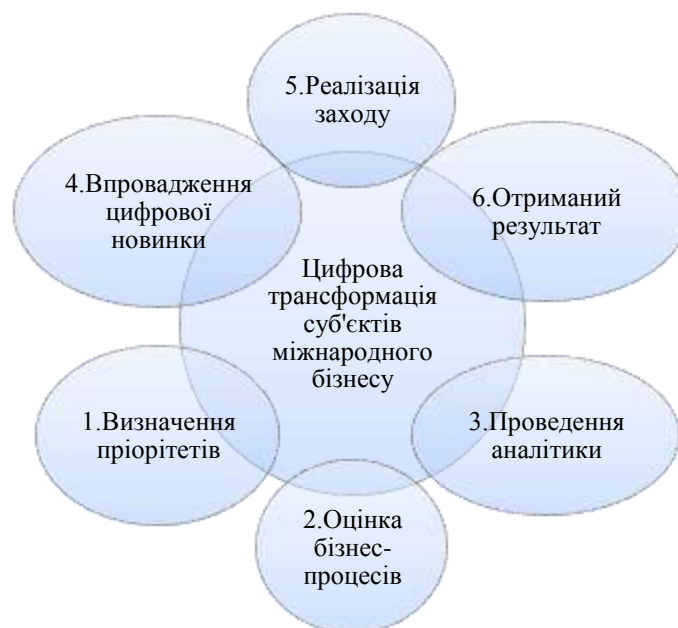 5.Реалізація
заходу
4.Впровадження
цифрової
новинки
6.Отриманий
результат
Цифрова
трансформація
суб'єктів
міжнародного
бізнесу
1.Визначення
пріорітетів
3.Проведення
аналітики
2.Оцінка
бізнес-
процесів